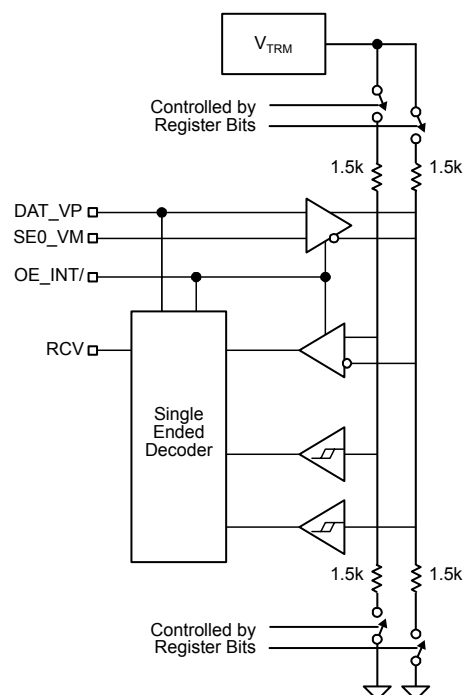 VTRM
Controlled by
Register Bits
1.5k
1.5k
DAT_VP
SE0_VM
OE_INT/
RCV
Single
Ended
Decoder
1.5k
1.5k
Controlled by
Register Bits